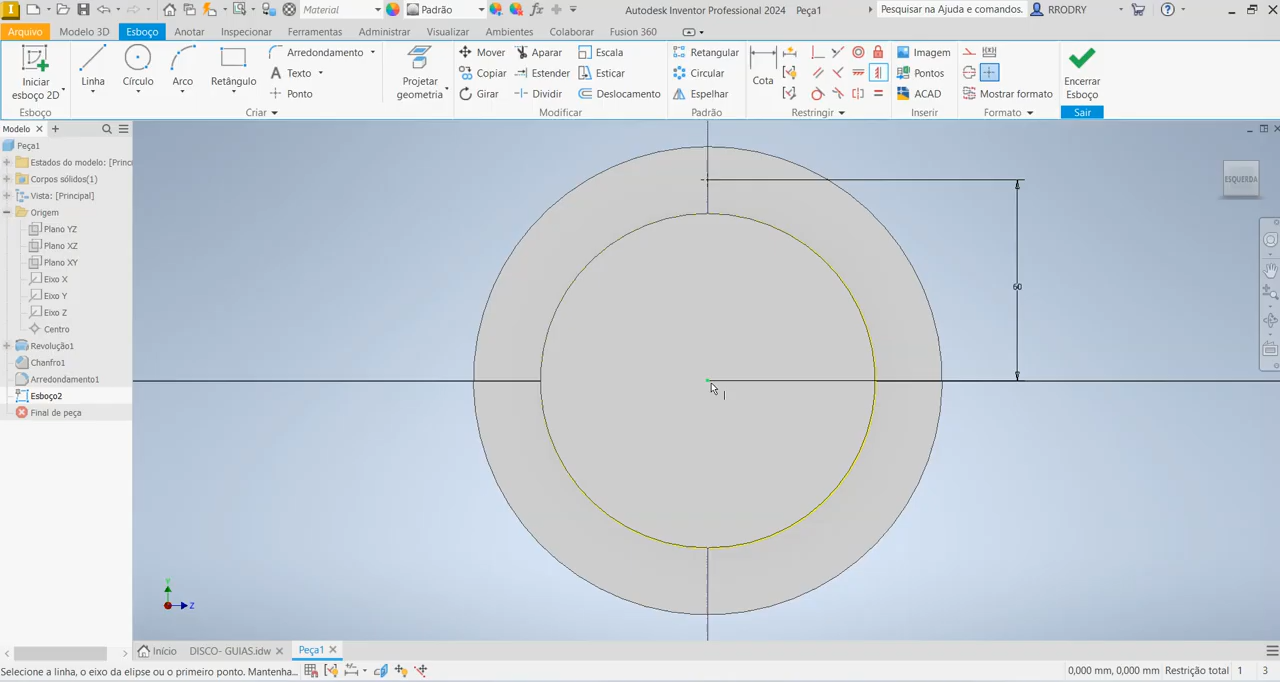 Material
Padrão
Autodesk Inventor Professional 2024
Peça1
Pesquisar na Ajuda e comandos.
RRODRY
Arquivo
Modelo 3D
Esboço
Anotar
Inspecionar
Ferramentas
Administrar
Visualizar
Ambientes
Colaborar
Fusion 360
Iniciar esboço 2D
Linha
Círculo
Arco
Retângulo
Arredondamento
Texto
Ponto
Projetar geometria
Mover
Copiar
Girar
Aparar
Estender
Dividir
Escala
Esticar
Deslocamento
Retangular
Circular
Espelhar
Cota
Imagem
Pontos
ACAD
Mostrar formato
Encerrar Esboço
Esboço
Criar
Modificar
Padrão
Restringir
Inserir
Formato
Sair
Modelo
Peça1
Estados do modelo: [Princ
Corpos sólidos(1)
Vista: [Principal]
Origem
Plano YZ
Plano XZ
Plano XY
Eixo X
Eixo Y
Eixo Z
Centro
Revolução1
Chanfro1
Arredondamento1
Esboço2
Final de peça
ESQUERDA
60
Y
Z
Início
DISCO- GUIAS.idw
Peça1
Selecione a linha, o eixo da elipse ou o primeiro ponto. Mantenha...
0,000 mm, 0,000 mm
Restrição total
1
3